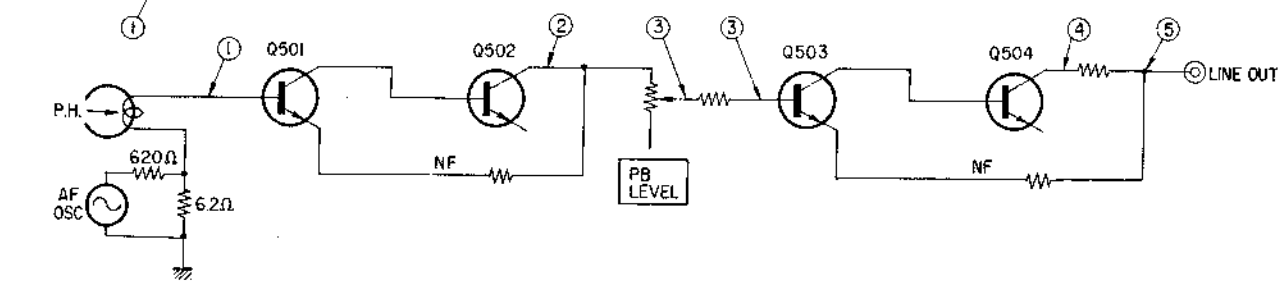 ①
① Q501 Q502 ② ③ ③ Q503 Q504 ④ ⑤
LINE OUT
P.H.
620Ω
NF
PB
LEVEL
NF
AF
OSC
6.2Ω